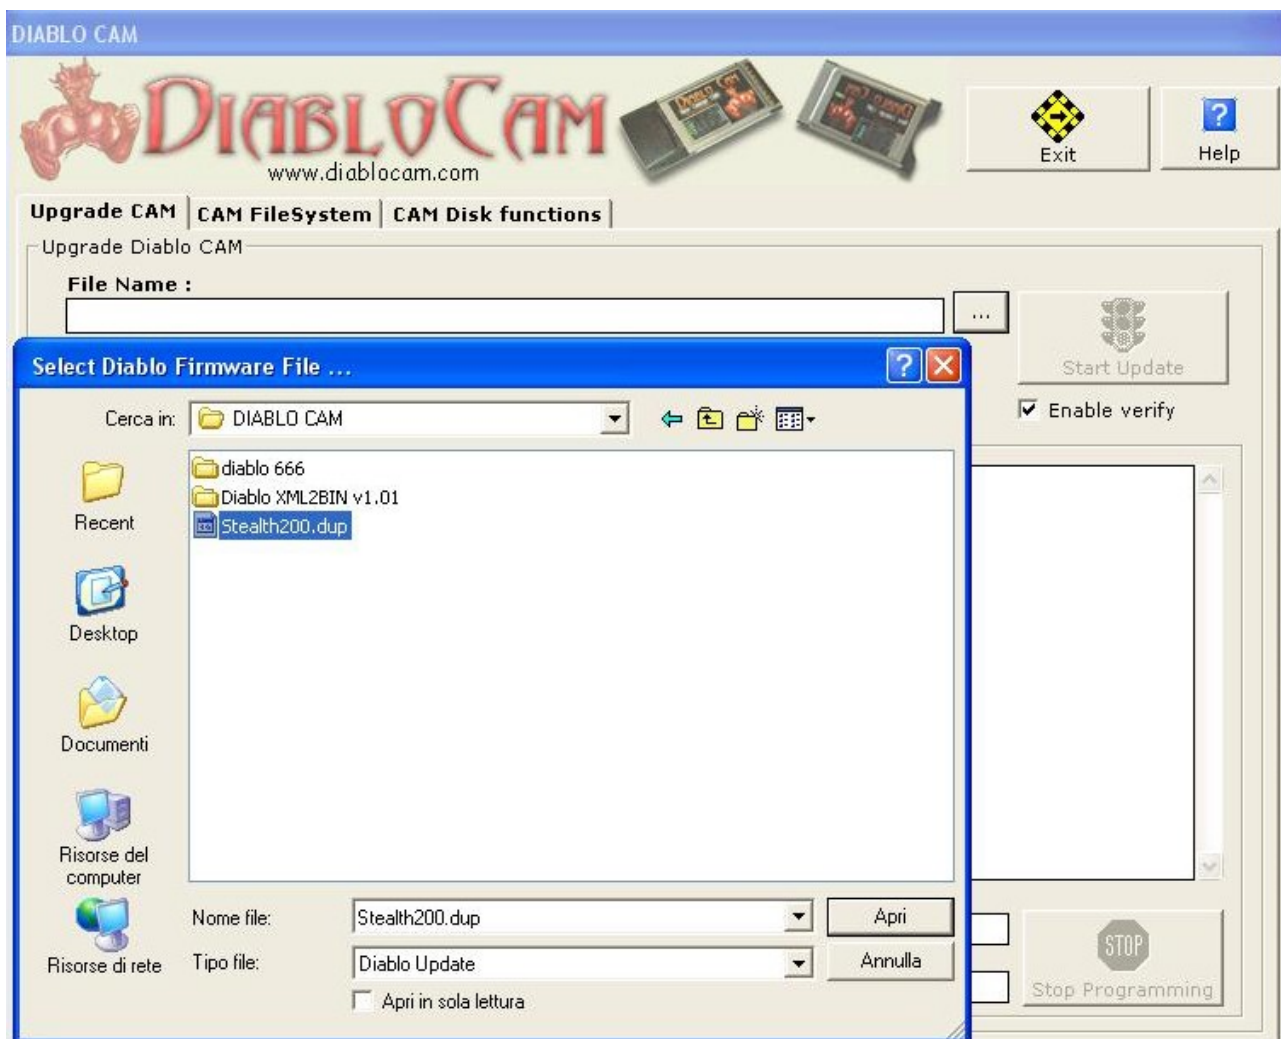 DIABLO CAM
DIABLOCAM
www.diablocam.com
Exit
Help
Upgrade CAM
CAM FileSystem
CAM Disk functions
Upgrade Diablo CAM
File Name :
...
Start Update
Enable verify
Select Diablo Firmware File ...
Cerca in:
DIABLO CAM
diablo 666
Diablo XML2BIN v1.01
Stealth200.dup
Recent
Desktop
Documenti
Risorse del
computer
Risorse di rete
Nome file:
Stealth200.dup
Apri
Tipo file:
Diablo Update
Annulla
Apri in sola lettura
STOP
Stop Programming